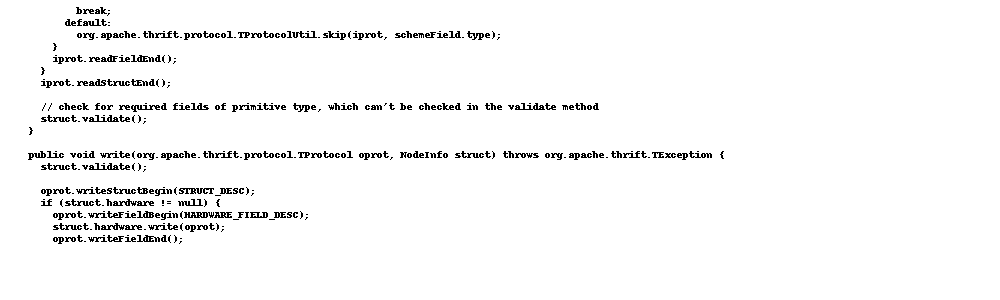 break;
default:
org.apache.thrift.protocol.TProtocolUtil.skip(iprot, schemeField.type);
}
iprot.readFieldEnd();
}
iprot.readStructEnd();
// check for required fields of primitive type, which can't be checked in the validate method
struct.validate();
}
public void write(org.apache.thrift.protocol.TProtocol oprot, NodeInfo struct) throws org.apache.thrift.TException {
struct.validate();
oprot.writeStructBegin(STRUCT_DESC);
if (struct.hardware != null) {
oprot.writeFieldBegin(HARDWARE_FIELD_DESC);
struct.hardware.write(oprot);
oprot.writeFieldEnd();